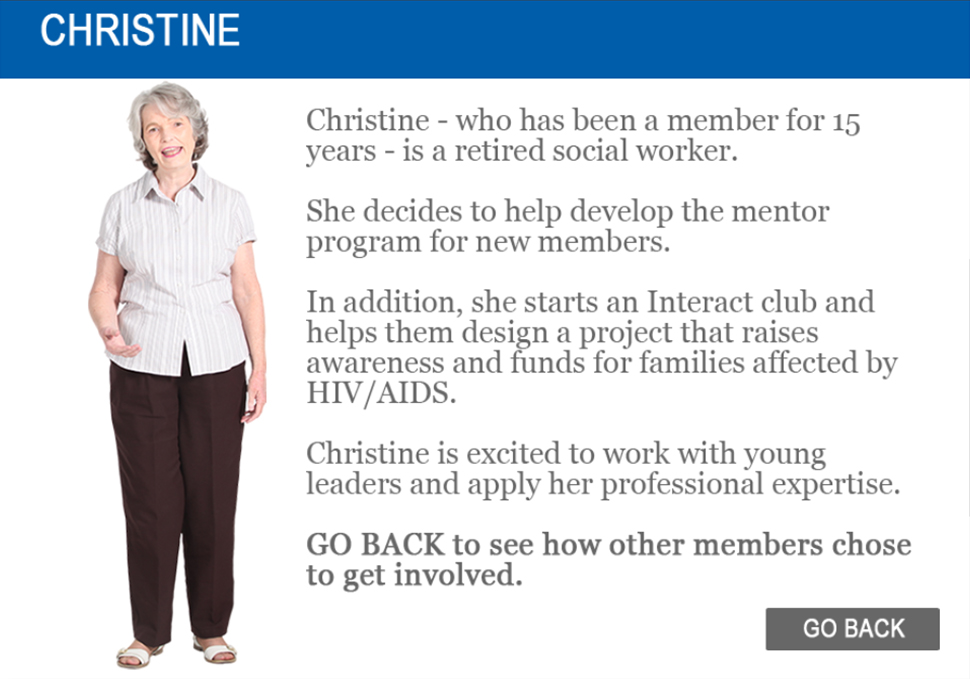 CHRISTINE
Christine - who has been a member for 15
years - is a retired social worker.
She decides to help develop the mentor
program for new members.
In addition, she starts an Interact club and
helps them design a project that raises
awareness and funds for families affected by
HIV/AIDS.
Christine is excited to work with young
leaders and apply her professional expertise.
GO BACK to see how other members chose
to get involved.
GO BACK